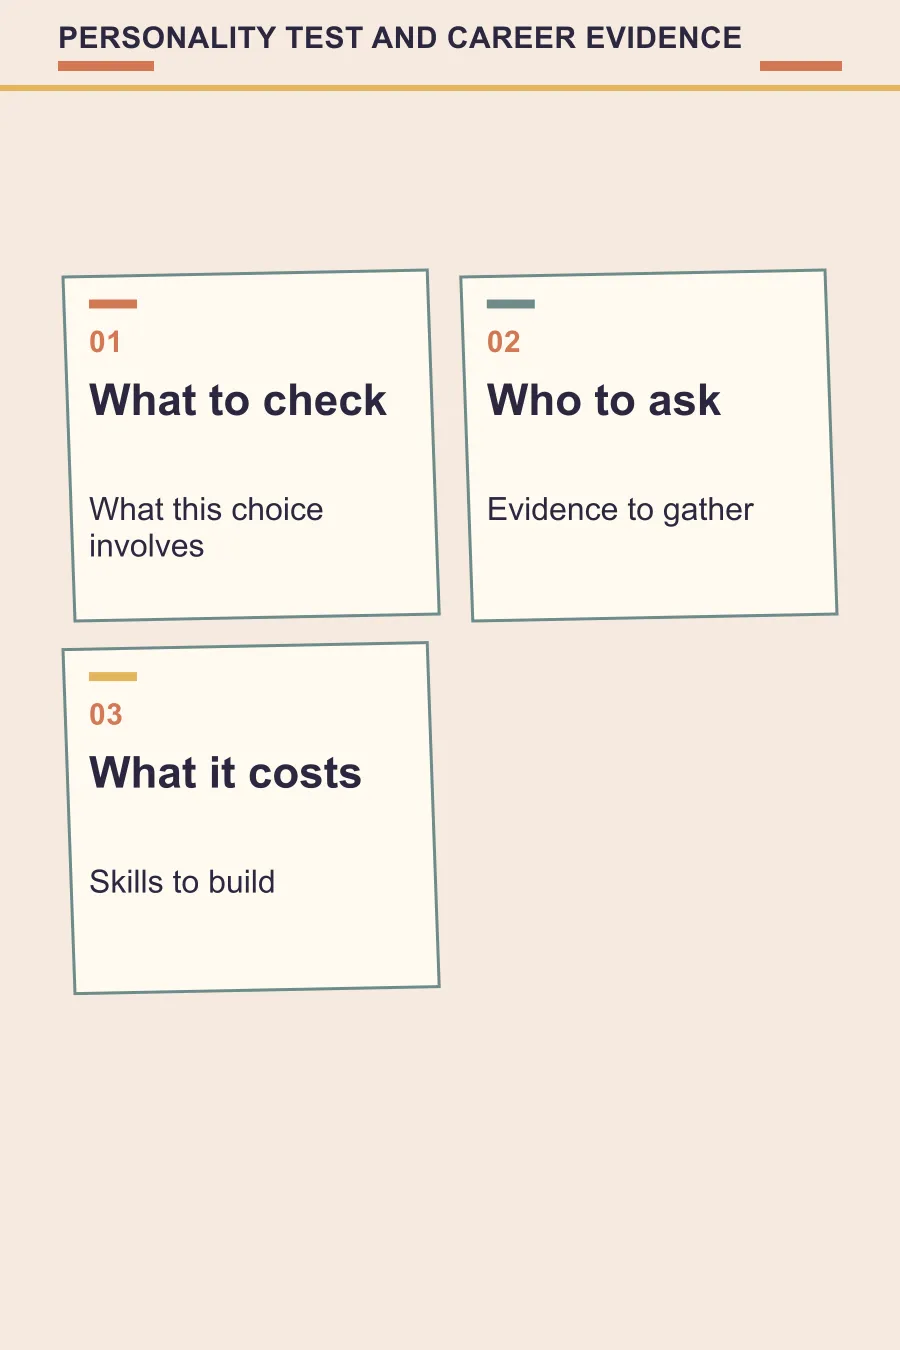 PERSONALITY TEST AND CAREER EVIDENCE
01
What to check
What this choice
involves
02
Who to ask
Evidence to gather
03
What it costs
Skills to build